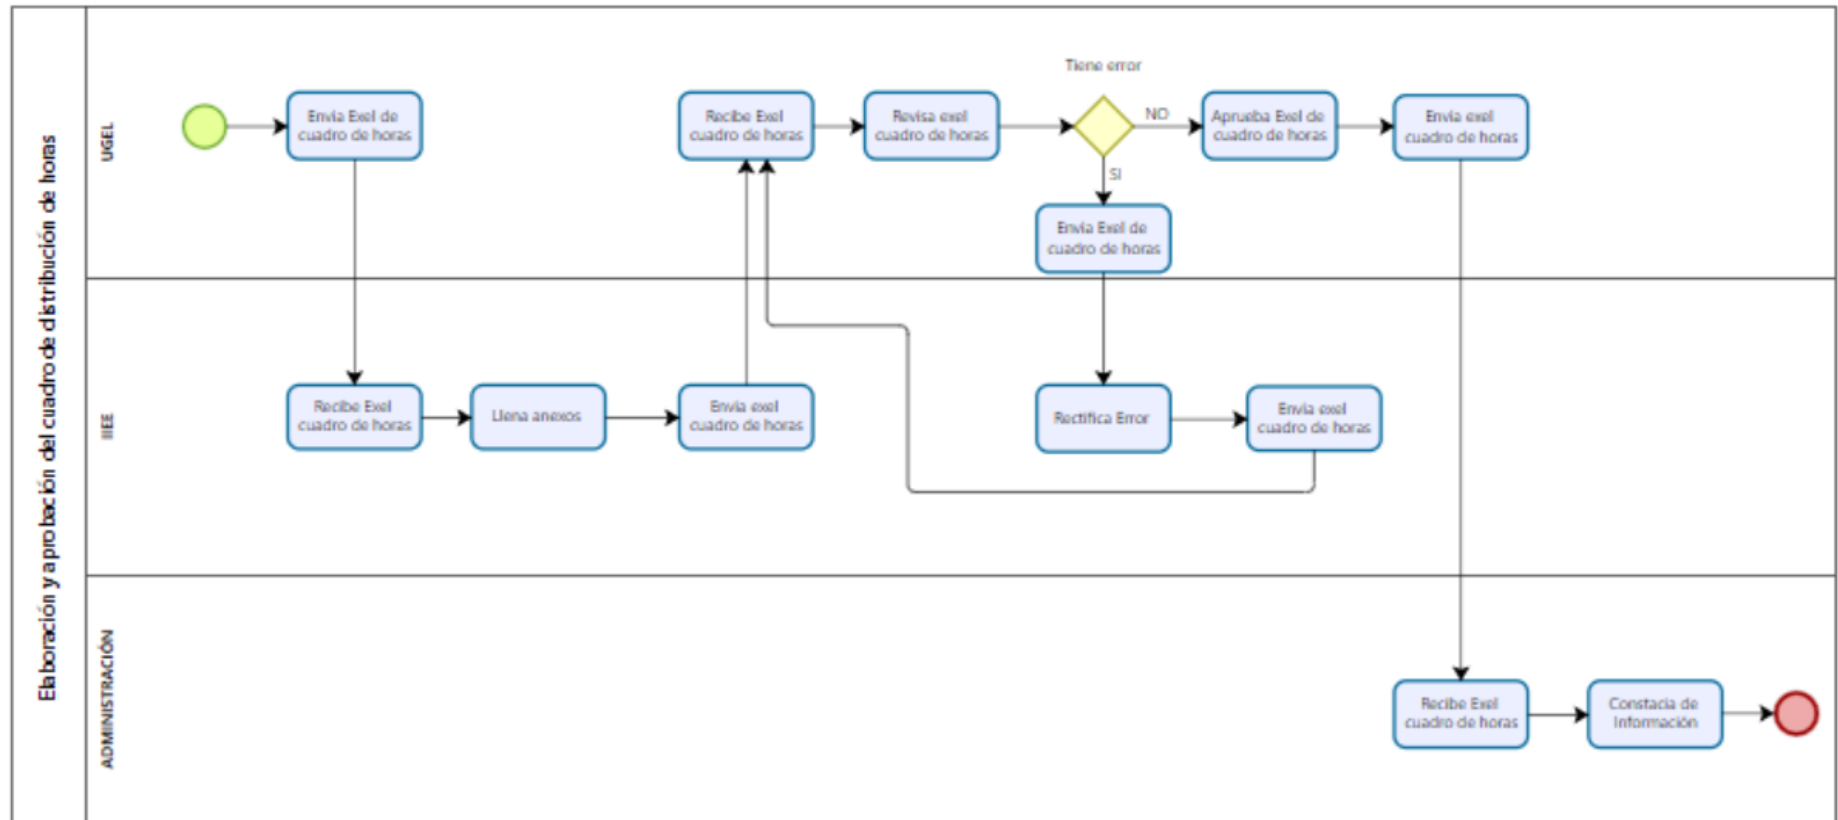 Elaboración y aprobación del cuadro de distribución de horas
UGEL
Envia Exel de
cuadro de horas
Recibe Exel
cuadro de horas
Revisa exel
cuadro de horas
Tiene error
NO
Aprueba Exel de
cuadro de horas
Envia exel
cuadro de horas
SI
Envia Exel de
cuadro de horas
IIEE
Recibe Exel
cuadro de horas
Llena anexos
Envia exel
cuadro de horas
Rectifica Error
Envia exel
cuadro de horas
ADMINISTRACIÓN
Recibe Exel
cuadro de horas
Constacia de
Información